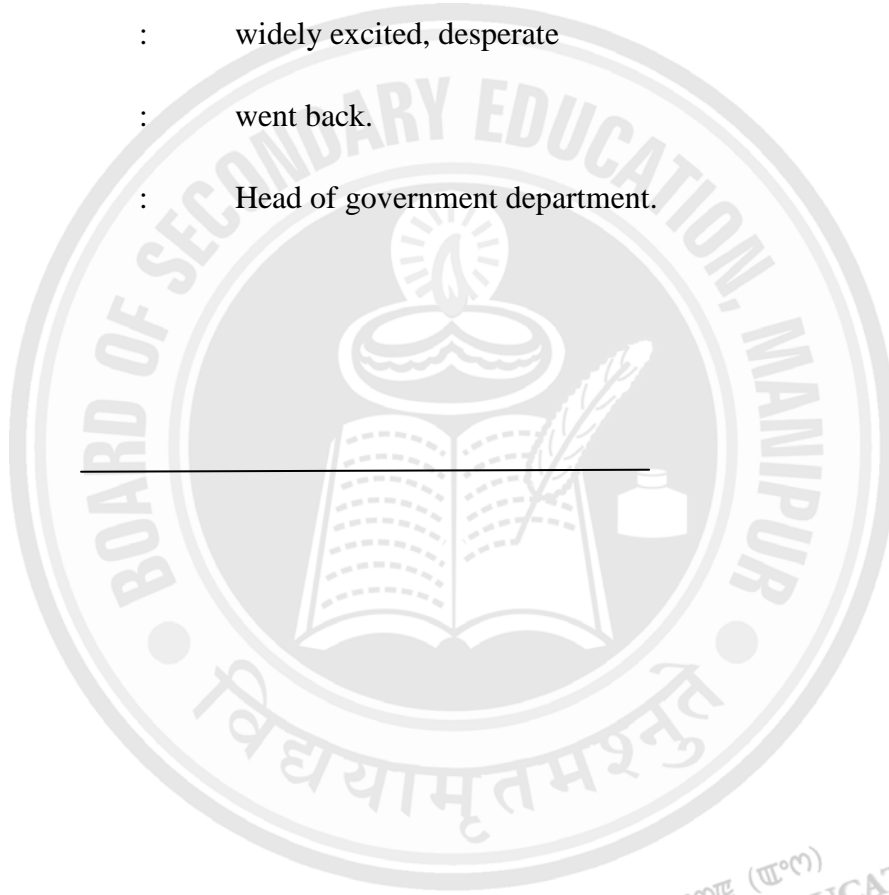 : widely excited, desperate
: went back.
: Head of government department.
BOARD OF SECONDARY EDUCATION, MANIPUR
विद्ययामृतमश्नुते